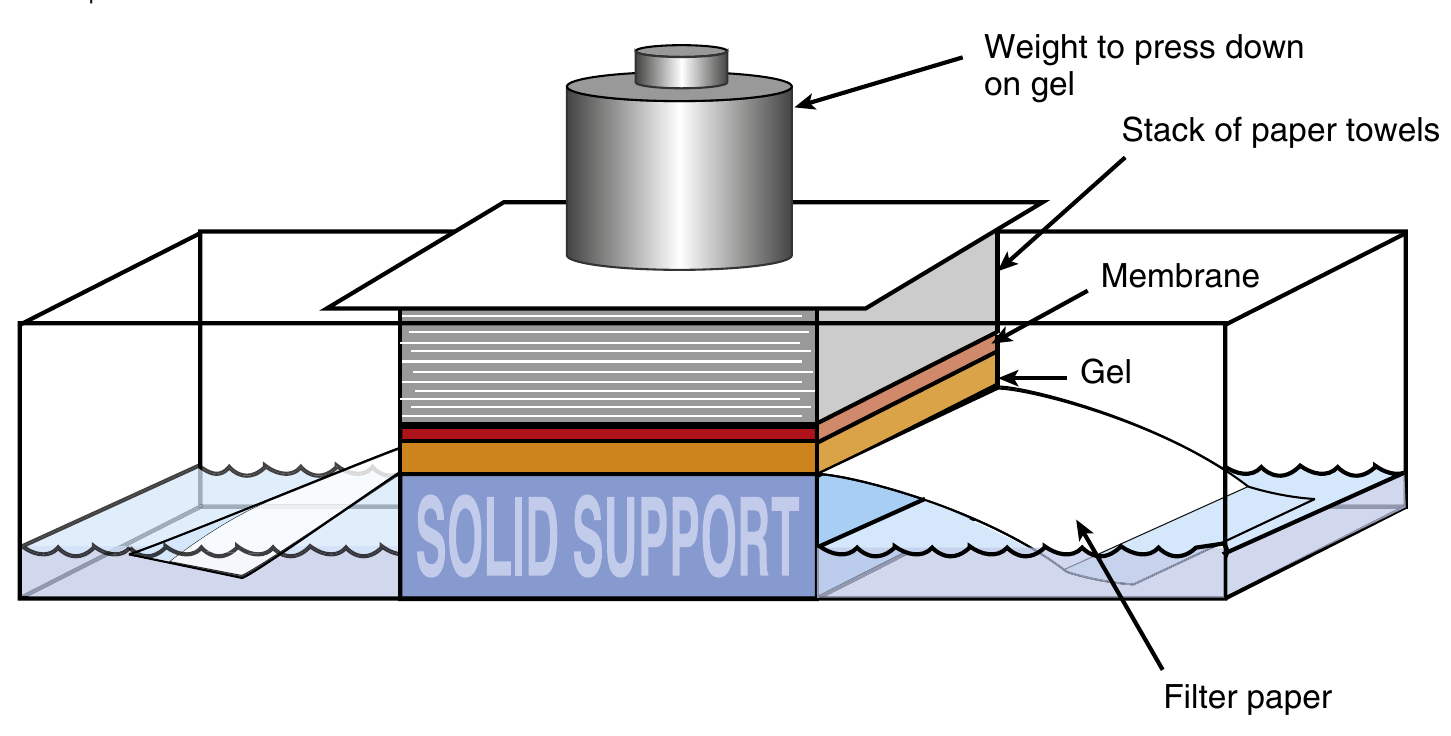 Weight to press down
on gel
Stack of paper towels
Membrane
Gel
SOLID SUPPORT
Filter paper